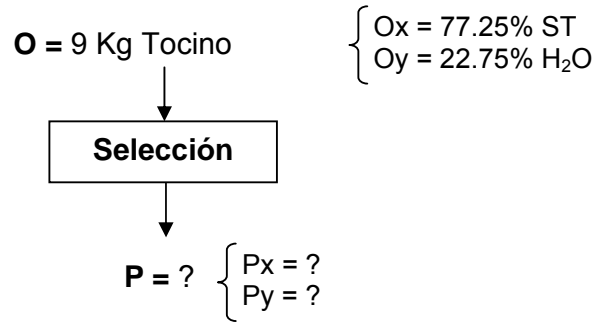 O = 9 Kg Tocino
Ox = 77.25% ST
Oy = 22.75% H₂O
Selección
P = ?
Px = ?
Py = ?